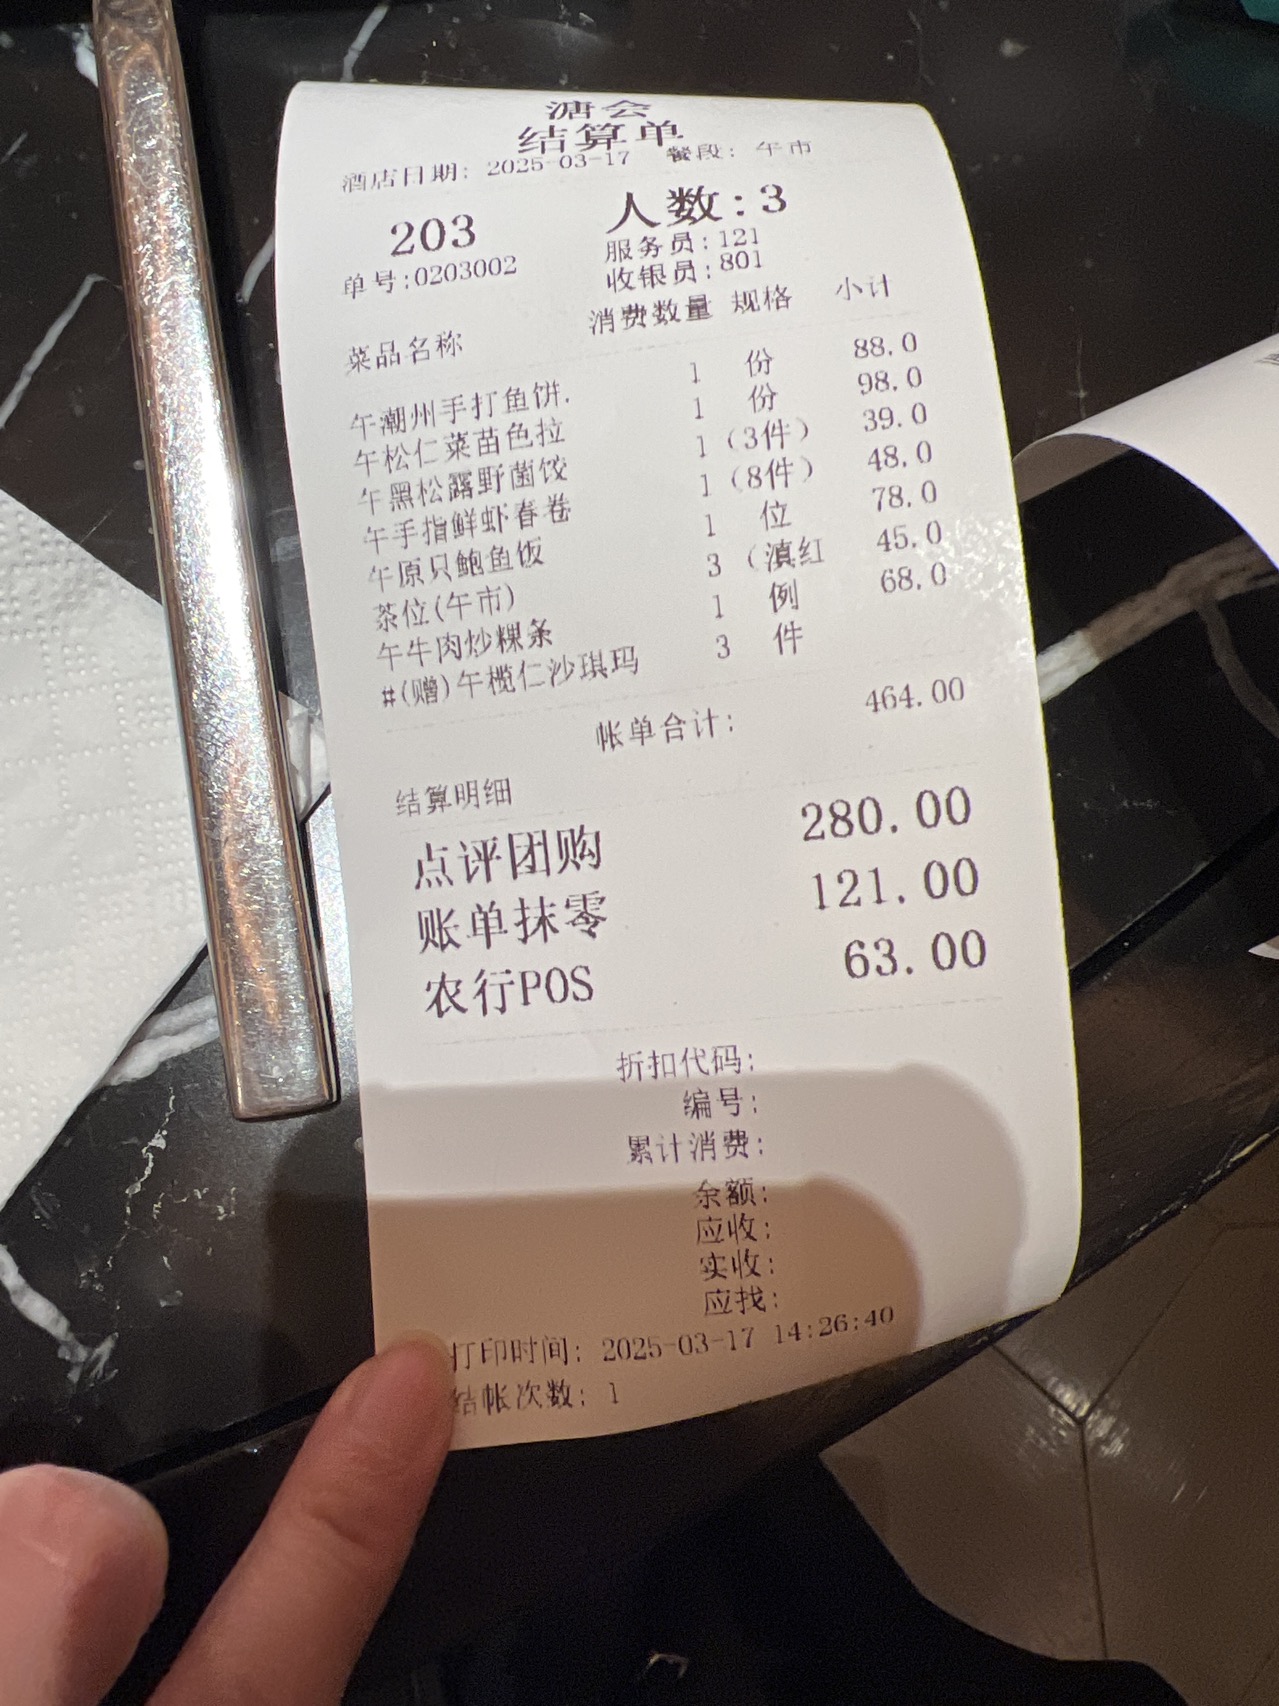 溏会
结算单
酒店日期: 2025-03-17 餐段: 午市
203 人数:3
单号:0203002 服务员:121
收银员:801
菜品名称 消费数量 规格 小计
午潮州手打鱼饼. 1 份 88.0
午松仁菜苗色拉 1 份 98.0
午黑松露野菌饺 1 (3件) 39.0
午手指鲜虾春卷 1 (8件) 48.0
午原只鲍鱼饭 1 位 78.0
茶位(午市) 3 (滇红 45.0
午牛肉炒粿条 1 例 68.0
#(赠)午榄仁沙琪玛 3 件
帐单合计: 464.00
结算明细
点评团购 280.00
账单抹零 121.00
农行POS 63.00
折扣代码:
编号:
累计消费:
余额:
应收:
实收:
应找:
打印时间: 2025-03-17 14:26:40
结帐次数: 1